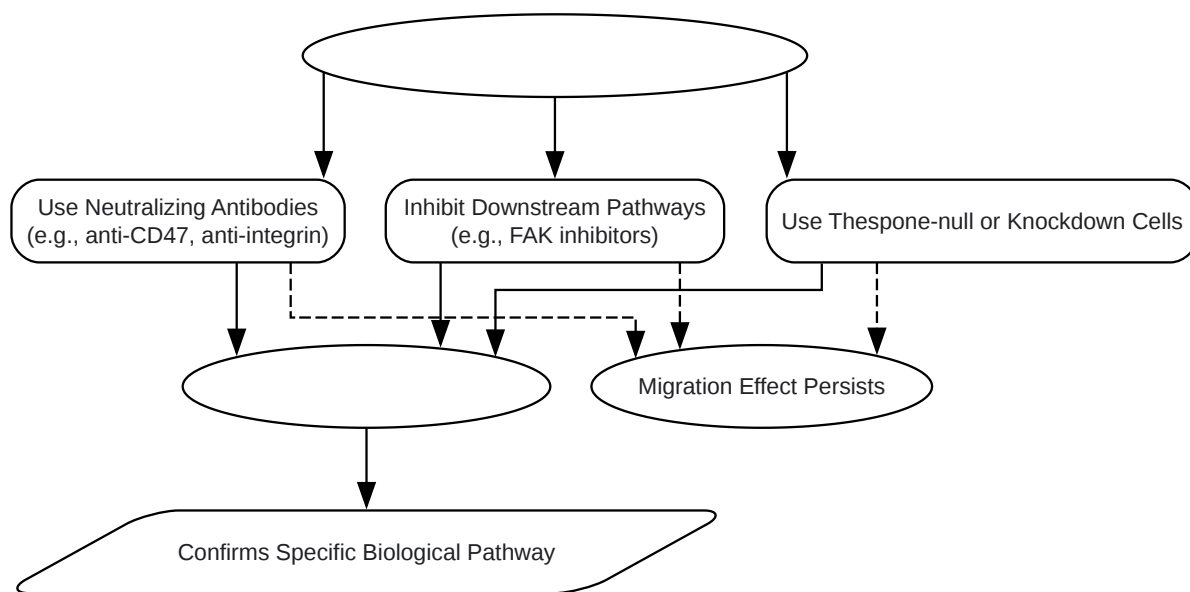 Use Neutralizing Antibodies
(e.g., anti-CD47, anti-integrin)
Inhibit Downstream Pathways
(e.g., FAK inhibitors)
Use Thespone-null or Knockdown Cells
Migration Effect Persists
Confirms Specific Biological Pathway